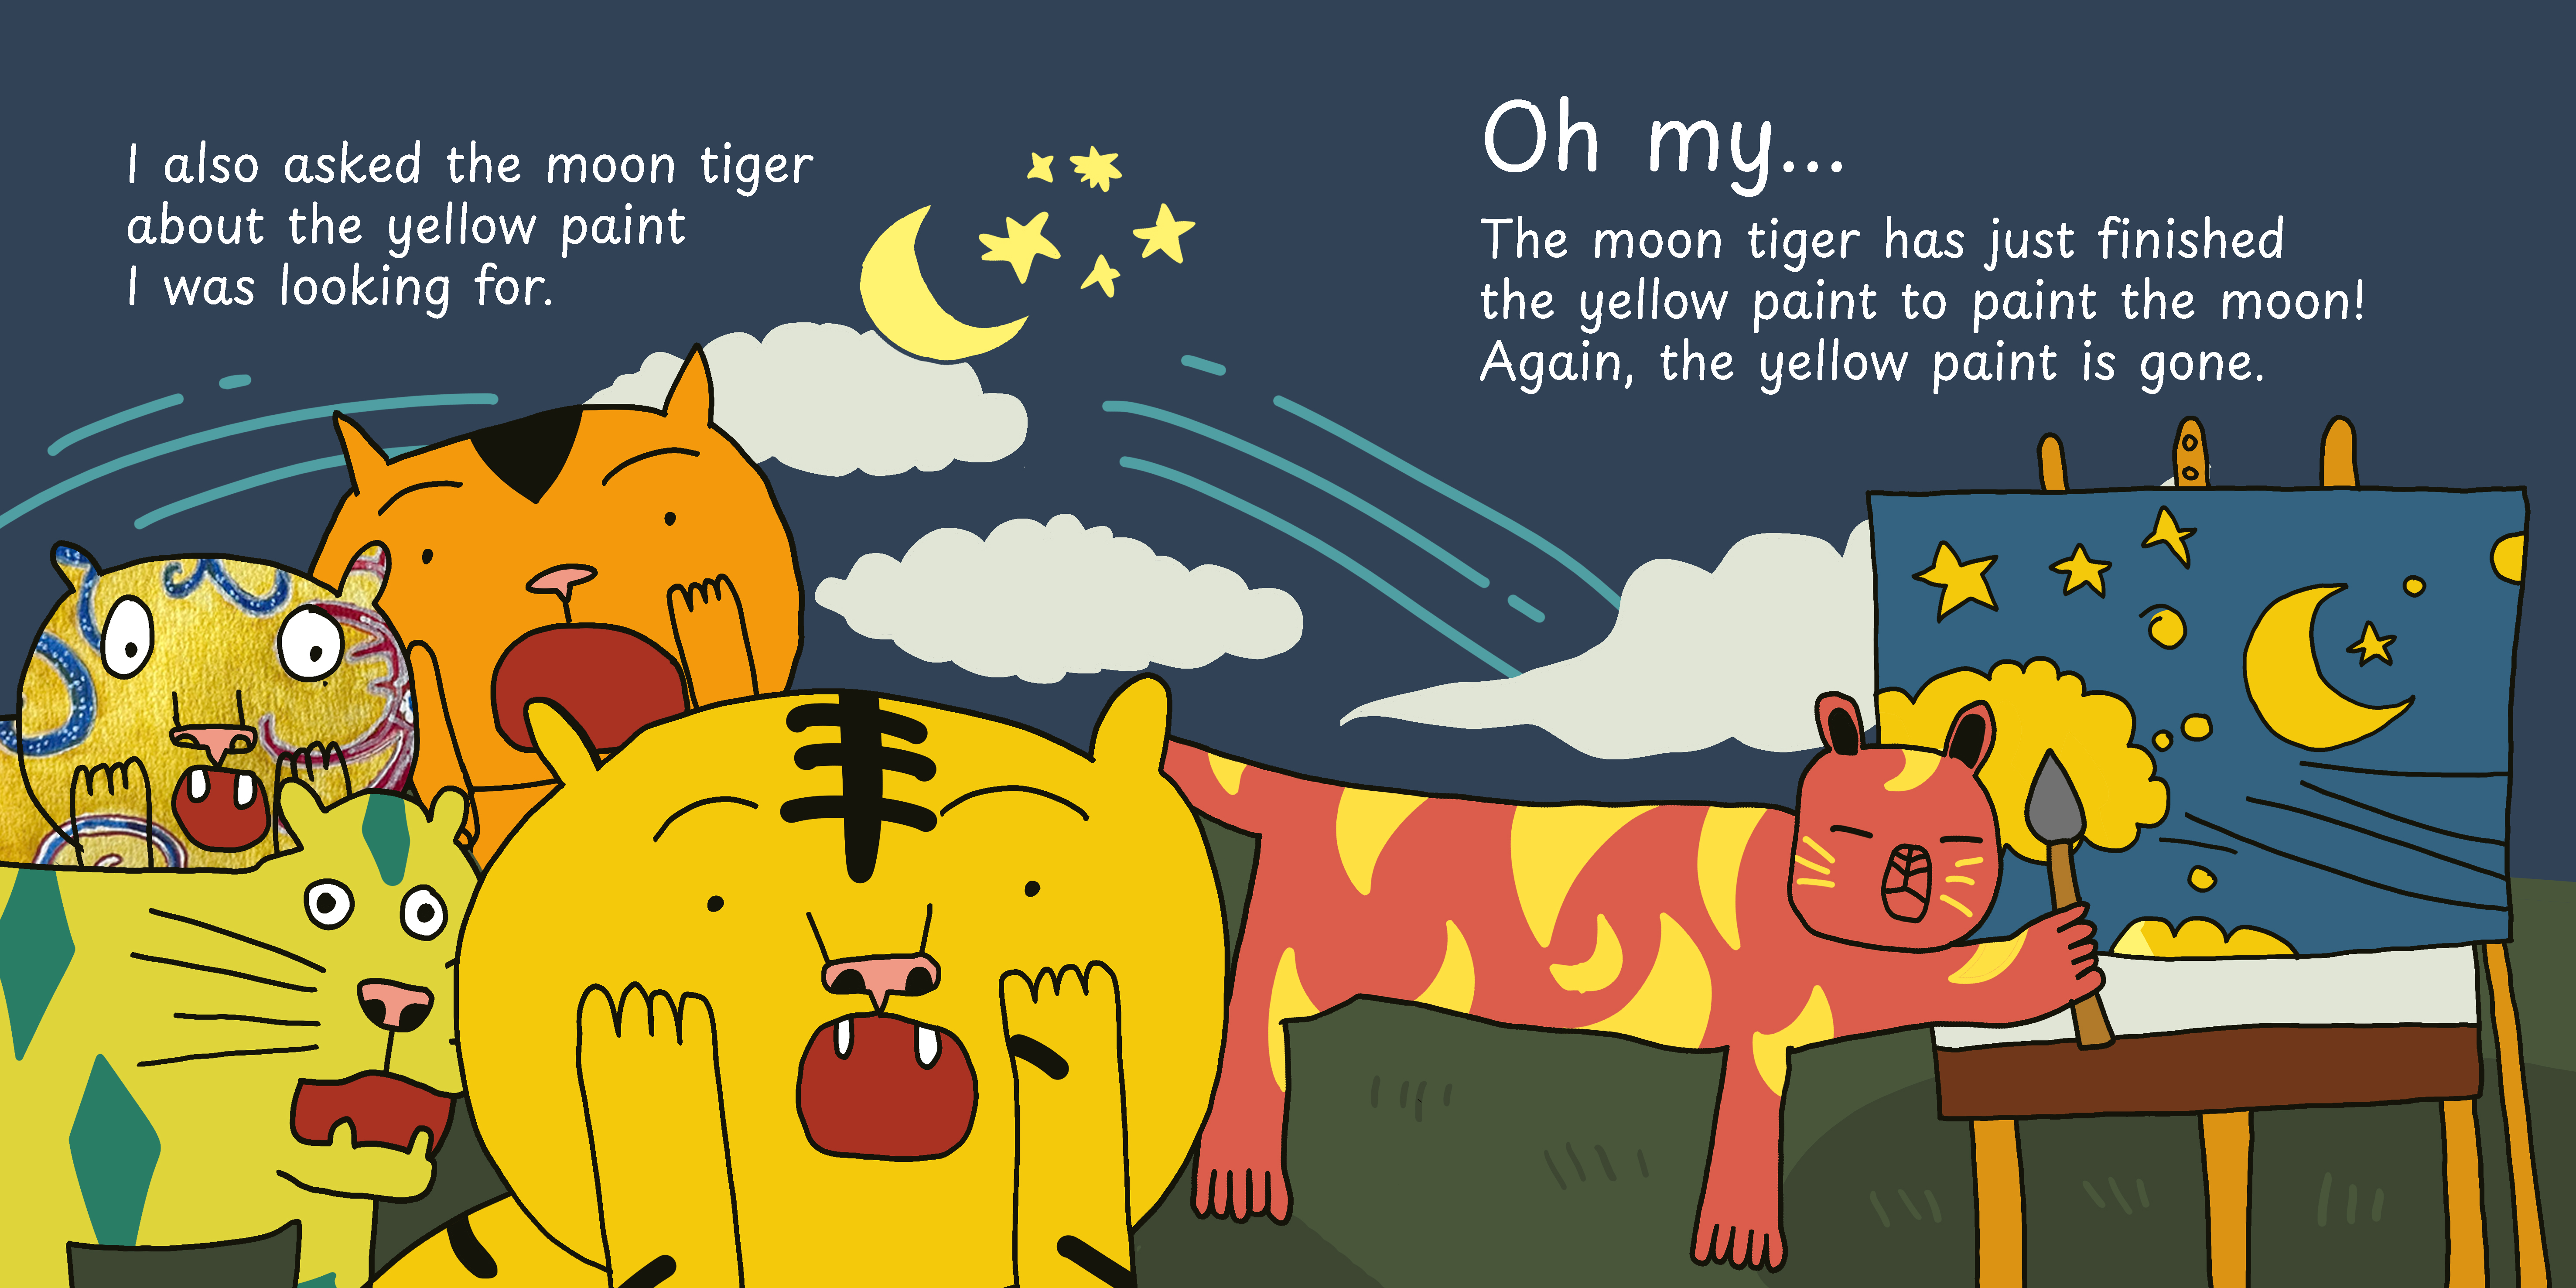 I also asked the moon tiger
about the yellow paint
I was looking for.
Oh my...
The moon tiger has just finished
the yellow paint to paint the moon!
Again, the yellow paint is gone.